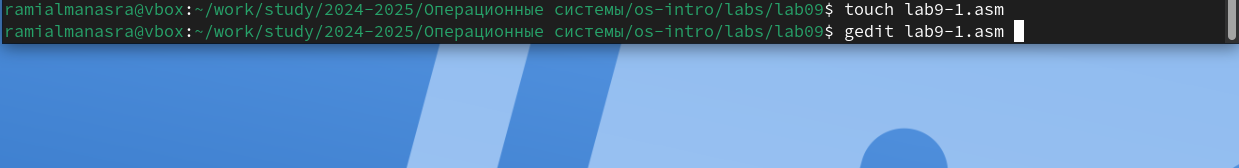 ramialmanasra@vbox:~/work/study/2024-2025/Операционные системы/os-intro/labs/lab09$ touch lab9-1.asm
ramialmanasra@vbox:~/work/study/2024-2025/Операционные системы/os-intro/labs/lab09$ gedit lab9-1.asm